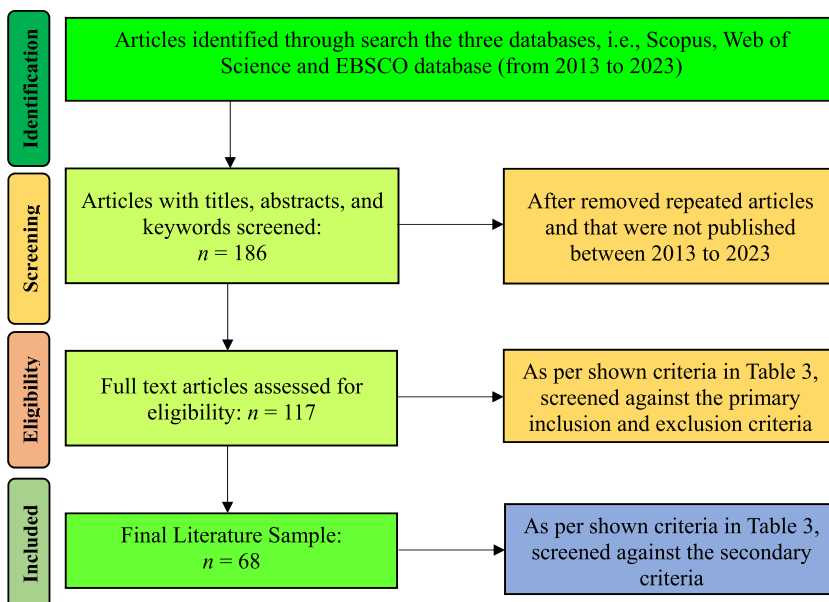 Identification
Articles identified through search the three databases, i.e., Scopus, Web of
Science and EBSCO database (from 2013 to 2023)
Screening
Articles with titles, abstracts, and
keywords screened:
n = 186
After removed repeated articles
and that were not published
between 2013 to 2023
Eligibility
Full text articles assessed for
eligibility: n = 117
As per shown criteria in Table 3,
screened against the primary
inclusion and exclusion criteria
Included
Final Literature Sample:
n = 68
As per shown criteria in Table 3,
screened against the secondary
criteria